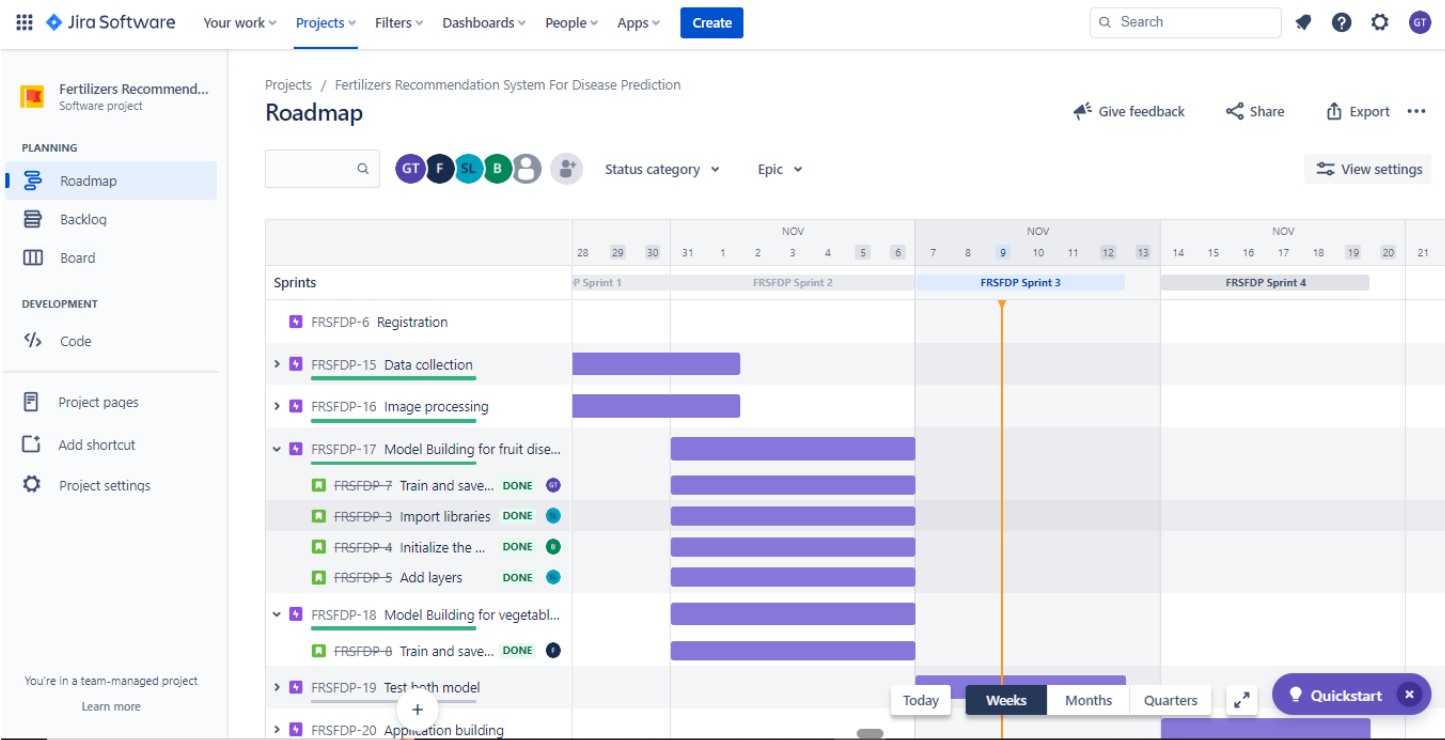 Jira Software Your work Projects Filters Dashboards People Apps Create Search GT
Fertilizers Recommend...
Software project
PLANNING
Roadmap
Backlog
Board
DEVELOPMENT
Code
Project pages
Add shortcut
Project settings
You're in a team-managed project
Learn more
Projects / Fertilizers Recommendation System For Disease Prediction
Roadmap
Give feedback Share Export
GT F SL B Status category Epic View settings
NOV NOV NOV
28 29 30 31 1 2 3 4 5 6 7 8 9 10 11 12 13 14 15 16 17 18 19 20 21
Sprints P Sprint 1 FRSFDP Sprint 2 FRSFDP Sprint 3 FRSFDP Sprint 4
FRSFDP-6 Registration
FRSFDP-15 Data collection
FRSFDP-16 Image processing
FRSFDP-17 Model Building for fruit dise...
FRSFDP-7 Train and save... DONE GT
FRSFDP-3 Import libraries DONE SL
FRSFDP-4 Initialize the ... DONE B
FRSFDP-5 Add layers DONE SL
FRSFDP-18 Model Building for vegetabl...
FRSFDP-8 Train and save... DONE F
FRSFDP-19 Test both model
Today Weeks Months Quarters Quickstart
FRSFDP-20 Application building